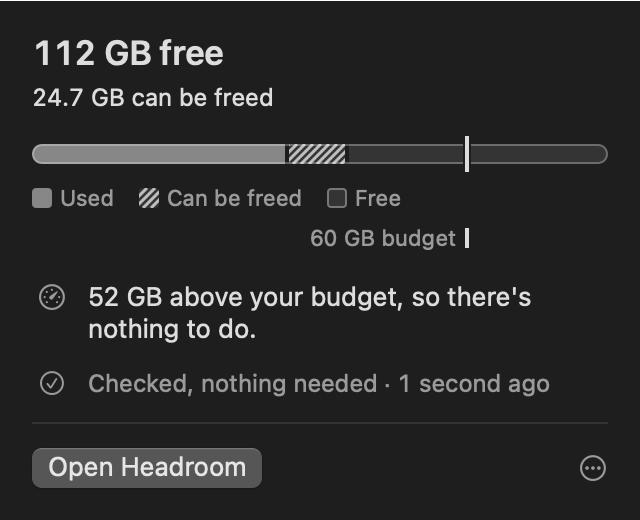 112 GB free
24.7 GB can be freed
Used Can be freed Free
60 GB budget
52 GB above your budget, so there's
nothing to do.
Checked, nothing needed · 1 second ago
Open Headroom